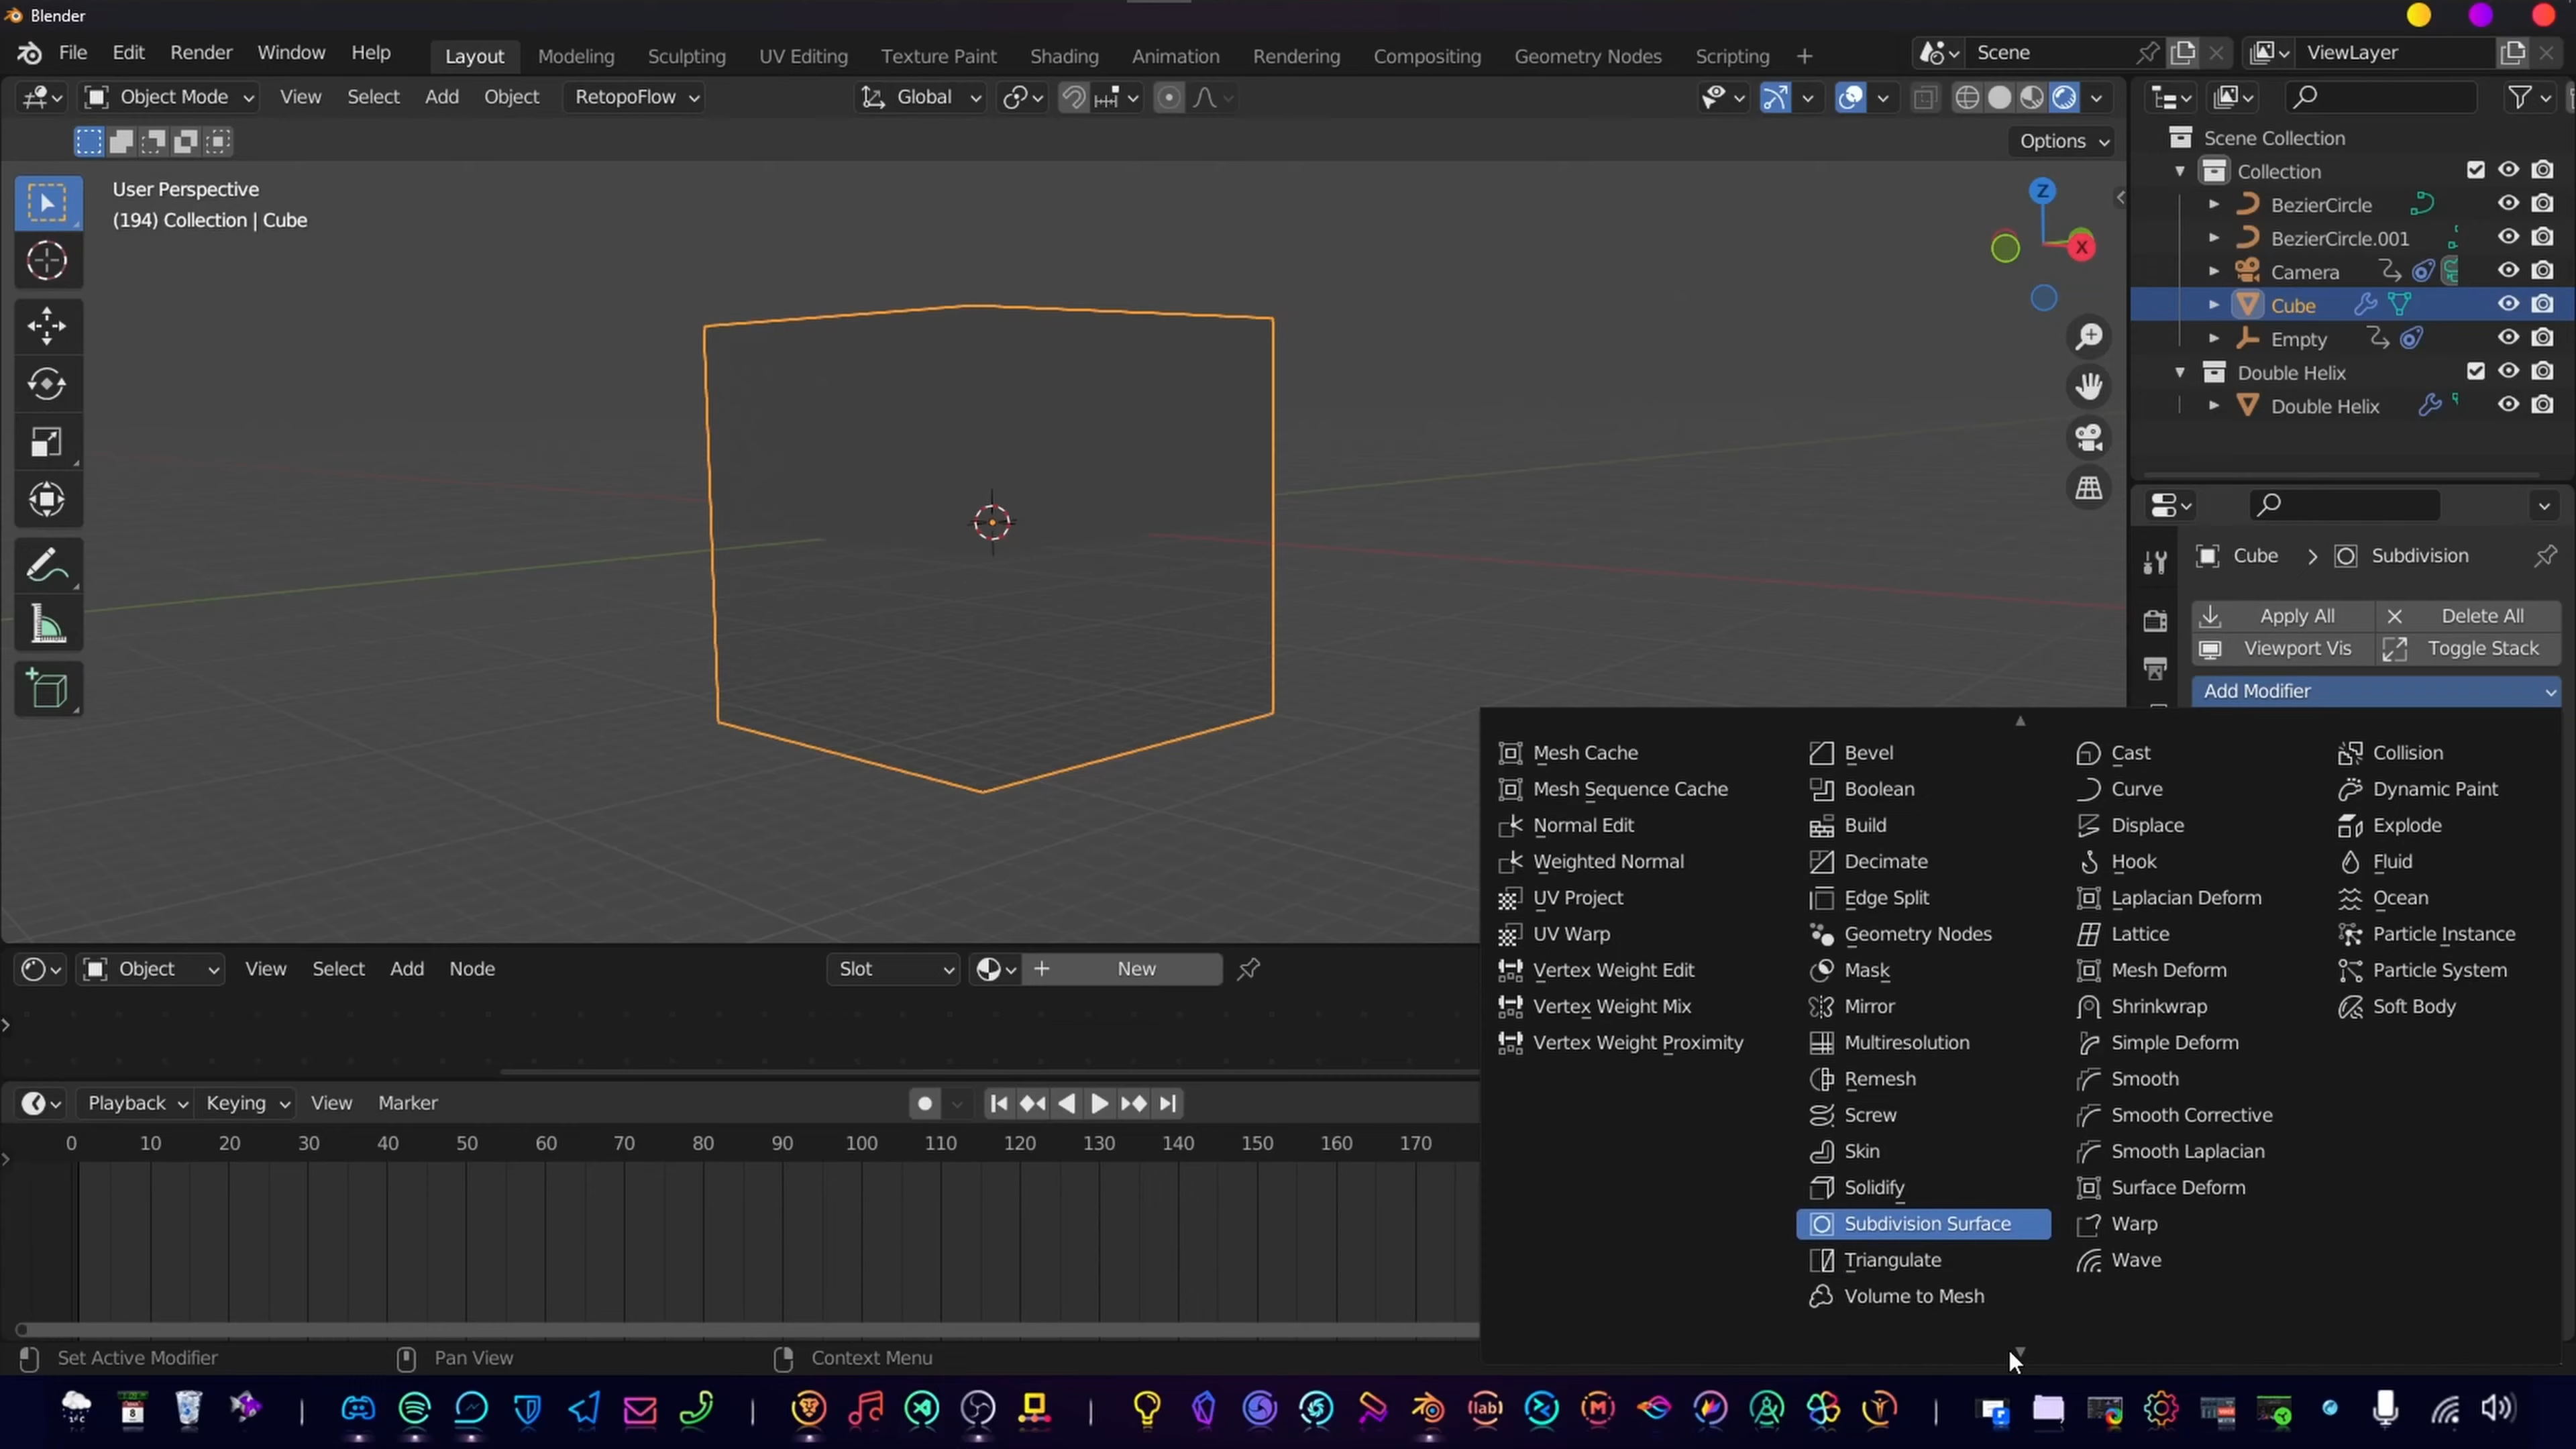 Blender
File Edit Render Window Help Layout Modeling Sculpting UV Editing Texture Paint Shading Animation Rendering Compositing Geometry Nodes Scripting + Scene ViewLayer
Object Mode View Select Add Object RetopoFlow Global
Options
User Perspective
(194) Collection | Cube
Z
X
Scene Collection
Collection
BezierCircle
BezierCircle.001
Camera
Cube
Empty
Double Helix
Double Helix
Cube > Subdivision
Apply All Delete All
Viewport Vis Toggle Stack
Add Modifier
Mesh Cache
Mesh Sequence Cache
Normal Edit
Weighted Normal
UV Project
UV Warp
Vertex Weight Edit
Vertex Weight Mix
Vertex Weight Proximity
Bevel
Boolean
Build
Decimate
Edge Split
Geometry Nodes
Mask
Mirror
Multiresolution
Remesh
Screw
Skin
Solidify
Subdivision Surface
Triangulate
Volume to Mesh
Cast
Curve
Displace
Hook
Laplacian Deform
Lattice
Mesh Deform
Shrinkwrap
Simple Deform
Smooth
Smooth Corrective
Smooth Laplacian
Surface Deform
Warp
Wave
Collision
Dynamic Paint
Explode
Fluid
Ocean
Particle Instance
Particle System
Soft Body
Object View Select Add Node Slot New
Playback Keying View Marker
0 10 20 30 40 50 60 70 80 90 100 110 120 130 140 150 160 170
Set Active Modifier Pan View Context Menu
8 {lab} M